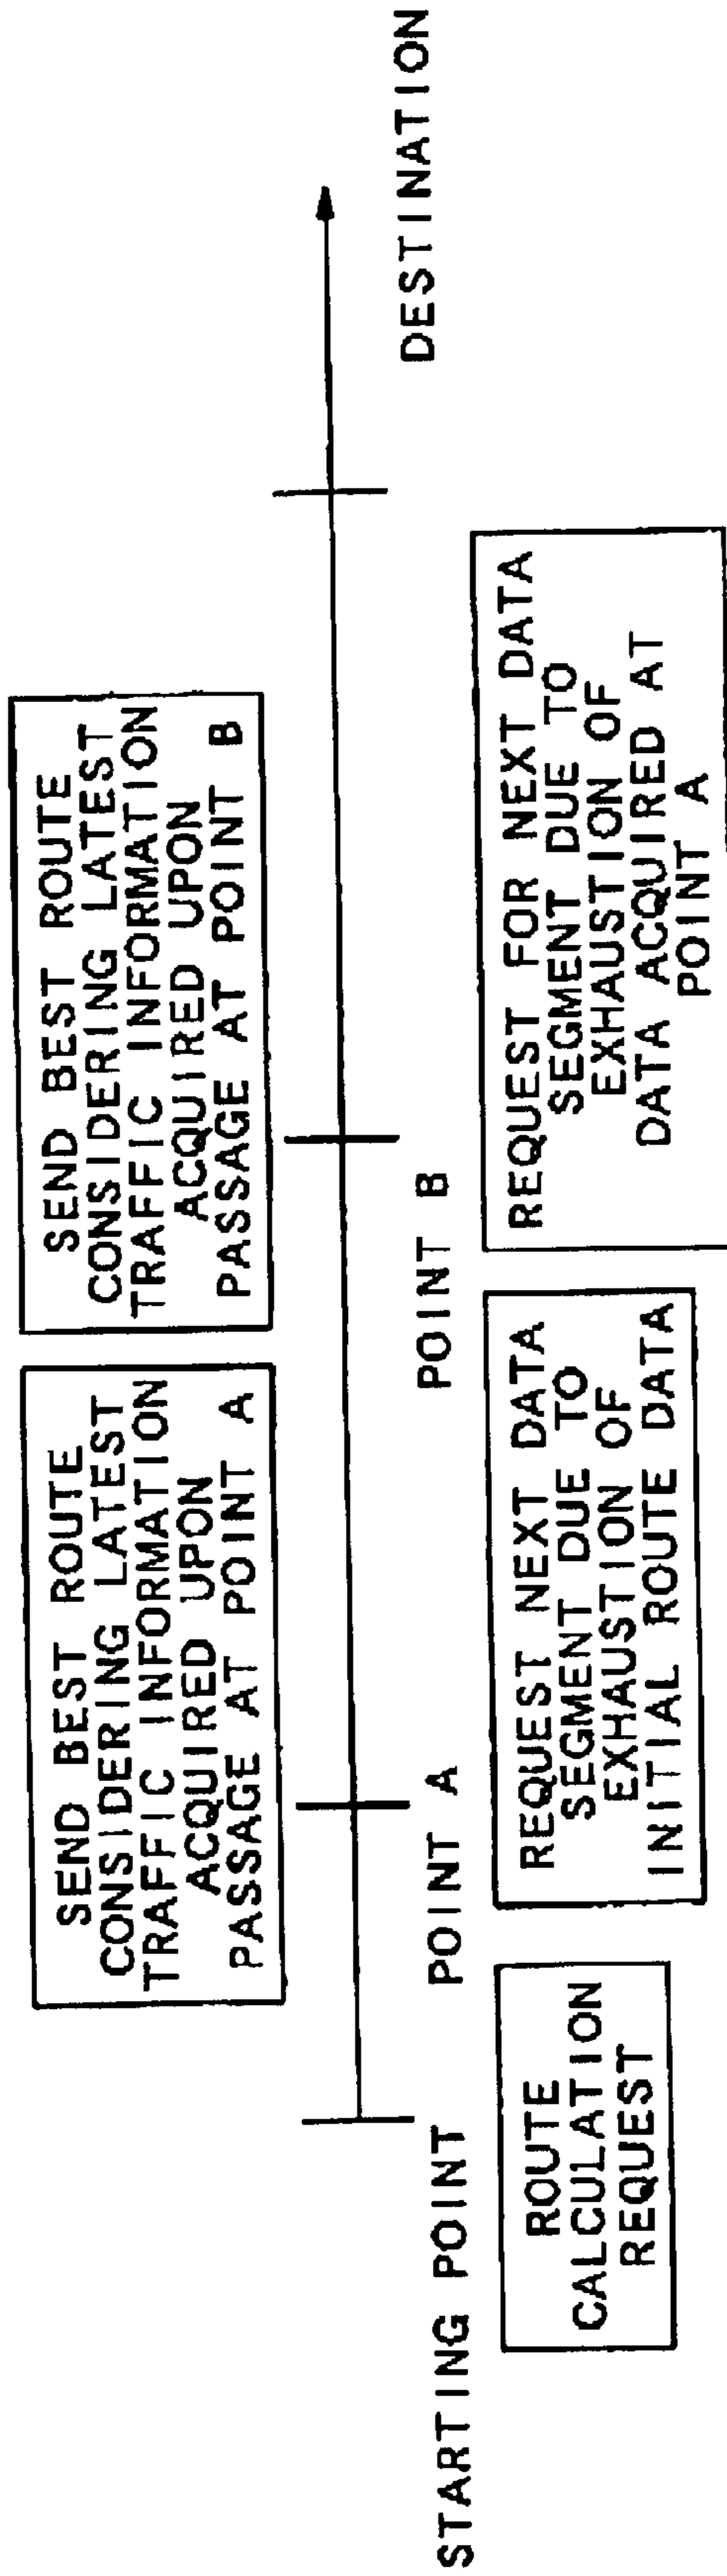 SEND BEST ROUTE
CONSIDERING LATEST
TRAFFIC INFORMATION
ACQUIRED UPON
PASSAGE AT POINT A
SEND BEST ROUTE
CONSIDERING LATEST
TRAFFIC INFORMATION
ACQUIRED UPON
PASSAGE AT POINT B
STARTING POINT
POINT A
POINT B
DESTINATION
ROUTE
CALCULATION
REQUEST
REQUEST NEXT DATA
SEGMENT DUE TO
EXHAUSTION OF
INITIAL ROUTE DATA
REQUEST FOR NEXT DATA
SEGMENT DUE TO
EXHAUSTION OF
DATA ACQUIRED AT
POINT A